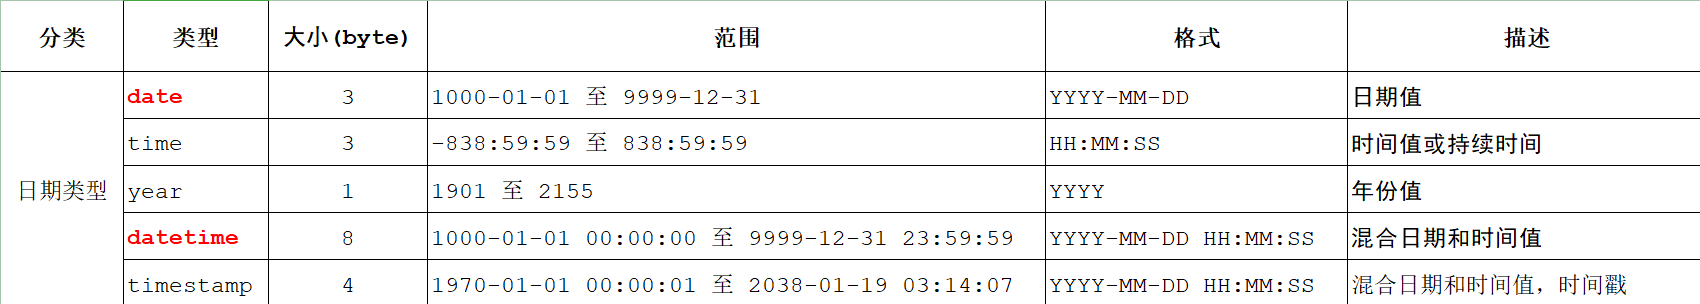 分类 类型 大小(byte) 范围 格式 描述
date 3 1000-01-01 至 9999-12-31 YYYY-MM-DD 日期值
time 3 -838:59:59 至 838:59:59 HH:MM:SS 时间值或持续时间
日期类型 year 1 1901 至 2155 YYYY 年份值
datetime 8 1000-01-01 00:00:00 至 9999-12-31 23:59:59 YYYY-MM-DD HH:MM:SS 混合日期和时间值
timestamp 4 1970-01-01 00:00:01 至 2038-01-19 03:14:07 YYYY-MM-DD HH:MM:SS 混合日期和时间值，时间戳